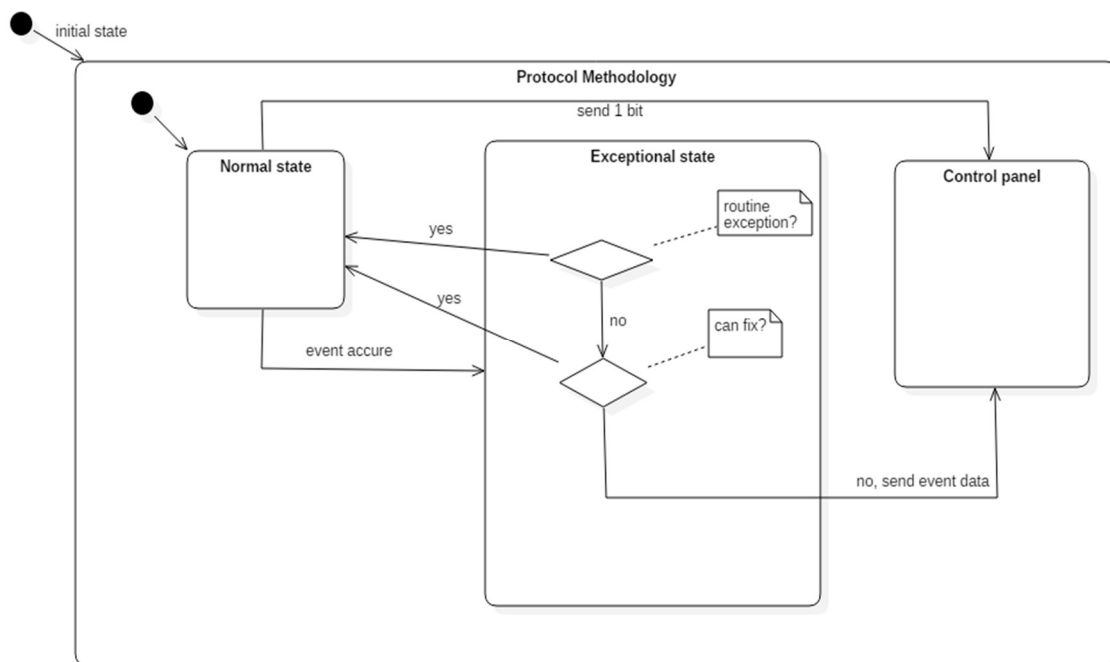 initial state
Protocol Methodology
send 1 bit
Normal state
Exceptional state
Control panel
routine
exception?
yes
yes
no
can fix?
event accure
no, send event data